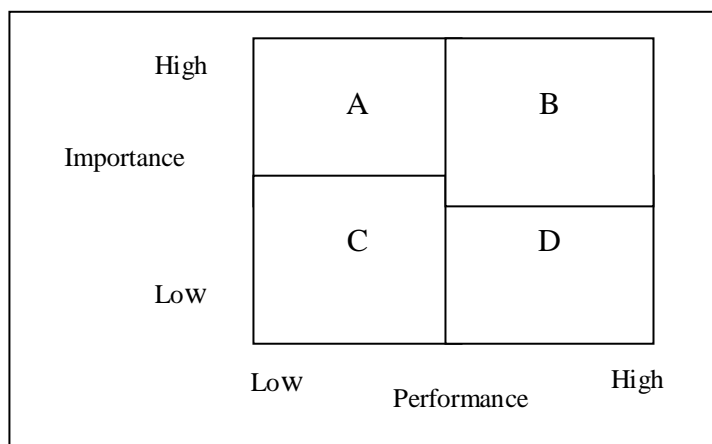 High
A B
Importance
C D
Low
Low High
Performance